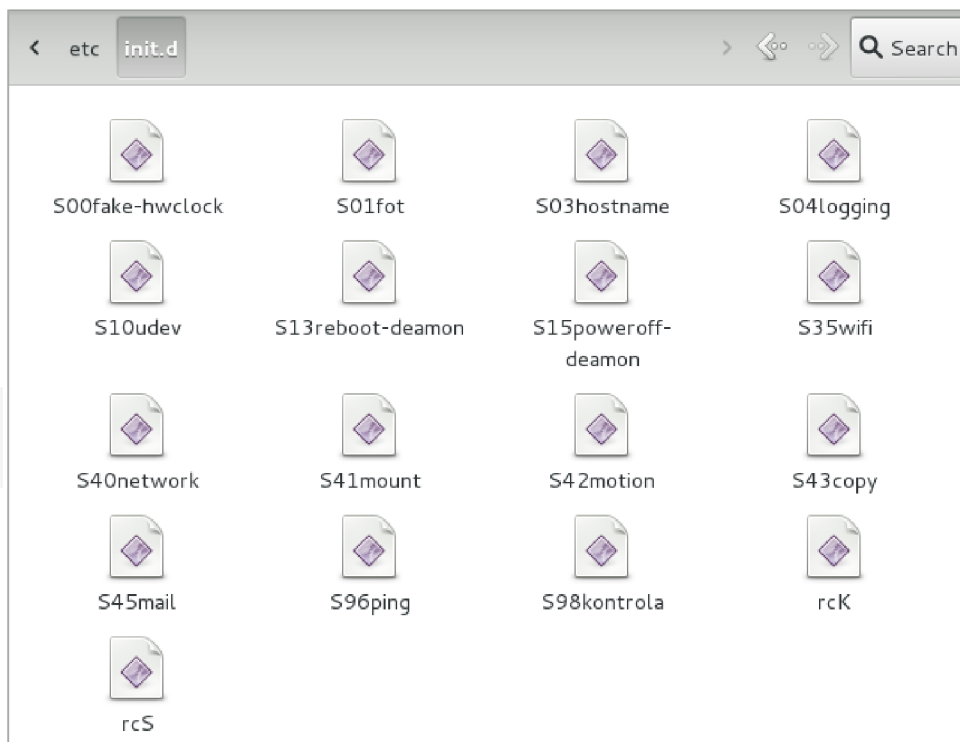 etc init.d Search
S00fake-hwclock S01fot S03hostname S04logging
S10udev S13reboot-deamon S15poweroff-
deamon S35wifi
S40network S41mount S42motion S43copy
S45mail S96ping S98kontrola rcK
rcS